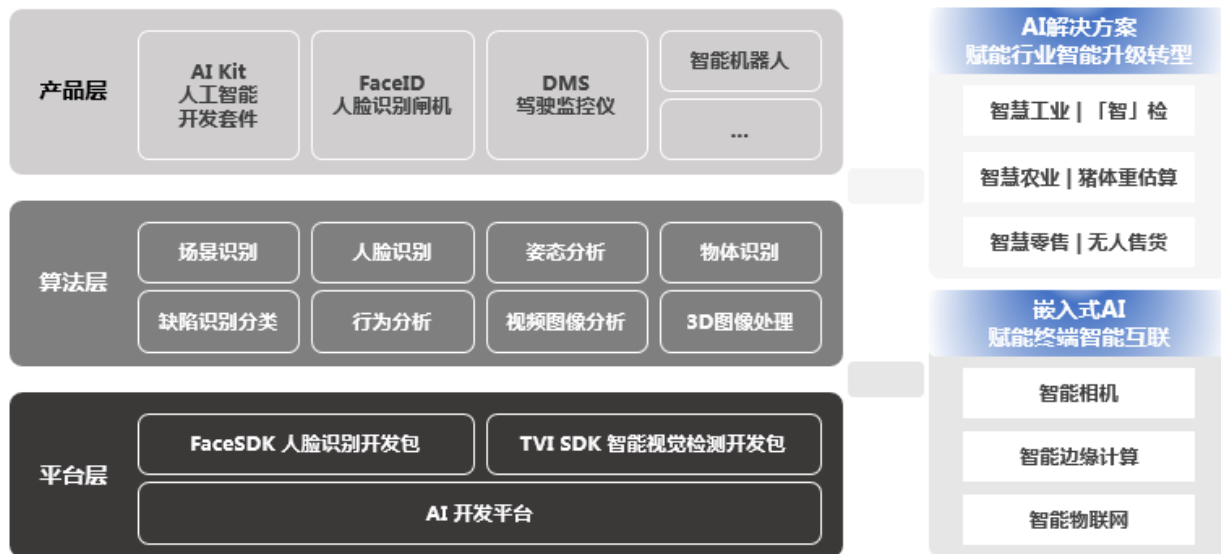 产品层
AI Kit
人工智能
开发套件
FaceID
人脸识别闸机
DMS
驾驶监控仪
智能机器人
...
算法层
场景识别
人脸识别
姿态分析
物体识别
缺陷识别分类
行为分析
视频图像分析
3D图像处理
平台层
FaceSDK 人脸识别开发包
TVI SDK 智能视觉检测开发包
AI 开发平台
AI解决方案
赋能行业智能升级转型
智慧工业 | 「智」检
智慧农业 | 猪体重估算
智慧零售 | 无人售货
嵌入式AI
赋能终端智能互联
智能相机
智能边缘计算
智能物联网